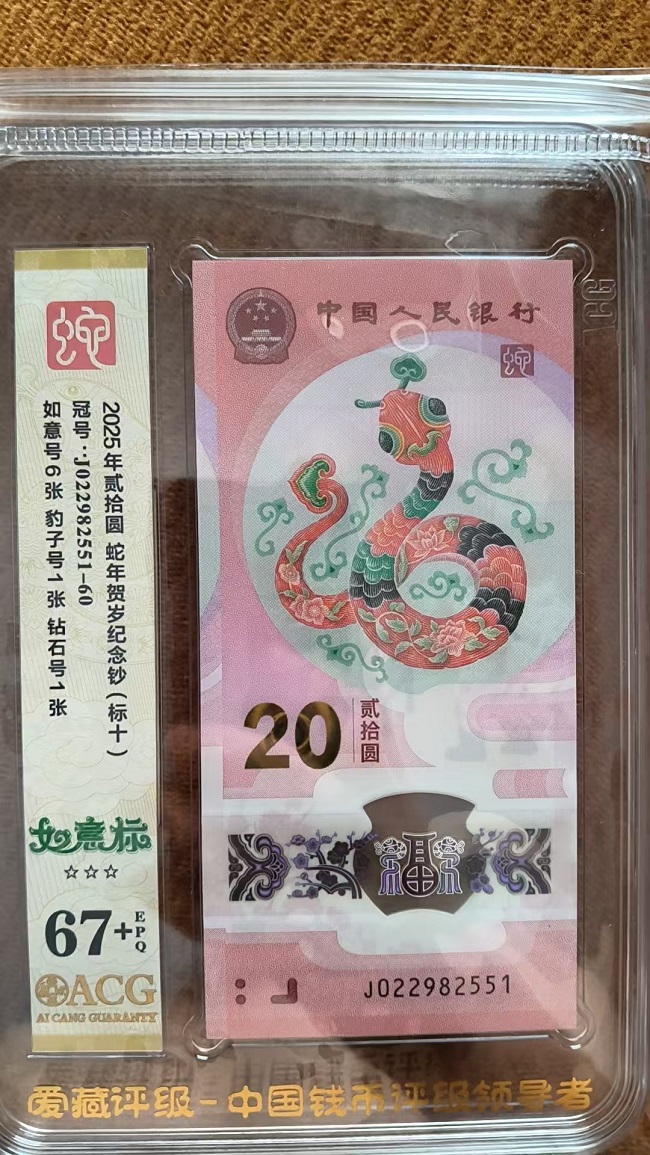 蛇
2025年贰拾圆 蛇年贺岁纪念钞（标十）
冠号：J022982551-60
如意号6张 豹子号1张 钻石号1张
如意标
☆☆☆
67+EPQ
ACG
AI CANG GUARANTY
中国人民银行
蛇
20
贰拾圆
福
J022982551
ACG
爱藏评级-中国钱币评级领导者